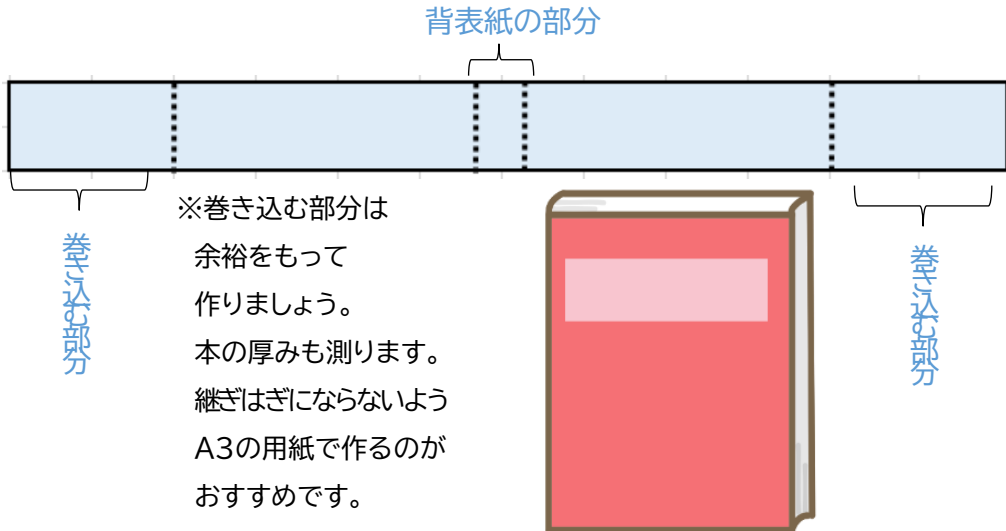 背表紙の部分
※巻き込む部分は
余裕をもって
作りましょう。
本の厚みも測ります。
継ぎはぎにならないよう
A3の用紙で作るのが
おすすめです。
巻き込む部分
巻き込む部分